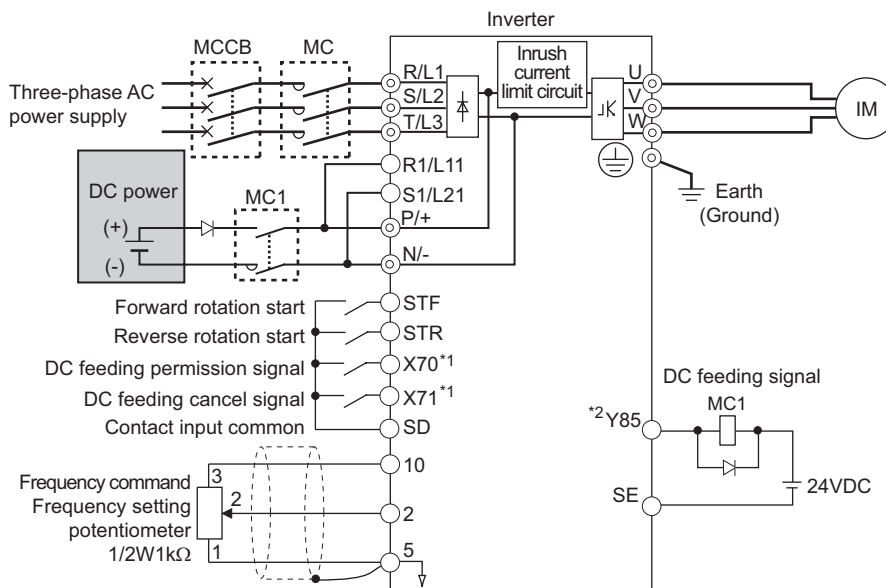 Inverter
MCCB
MC
Three-phase AC
power supply
R/L1
S/L2
T/L3
Inrush
current
limit circuit
U
V
W
IM
R1/L11
S1/L21
DC power
(+)
(-)
MC1
P/+
N/-
Earth
(Ground)
Forward rotation start
STF
Reverse rotation start
STR
DC feeding permission signal
X70*1
DC feeding cancel signal
X71*1
Contact input common
SD
DC feeding signal
MC1
*2Y85
SE
24VDC
Frequency command
Frequency setting
potentiometer
1/2W1kΩ
3
2
1
10
2
5